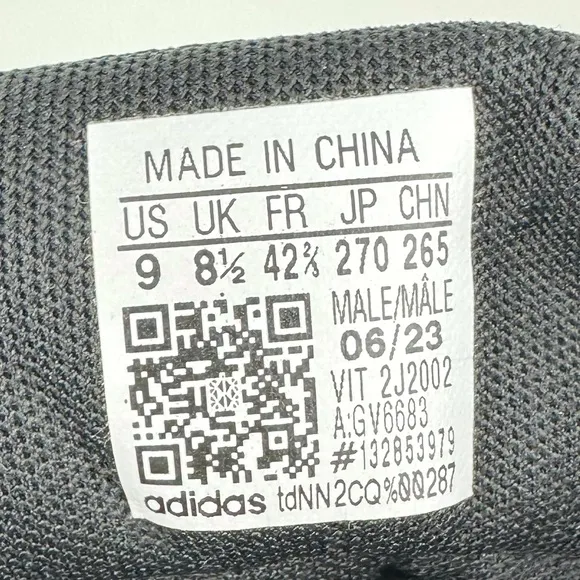 MADE IN CHINA
US UK FR JP CHN
9 8½ 42⅔ 270 265
MALE/MÂLE
06/23
VIT 2J2002
A:GV6683
#132853979
adidas tdNN2CQ%00287